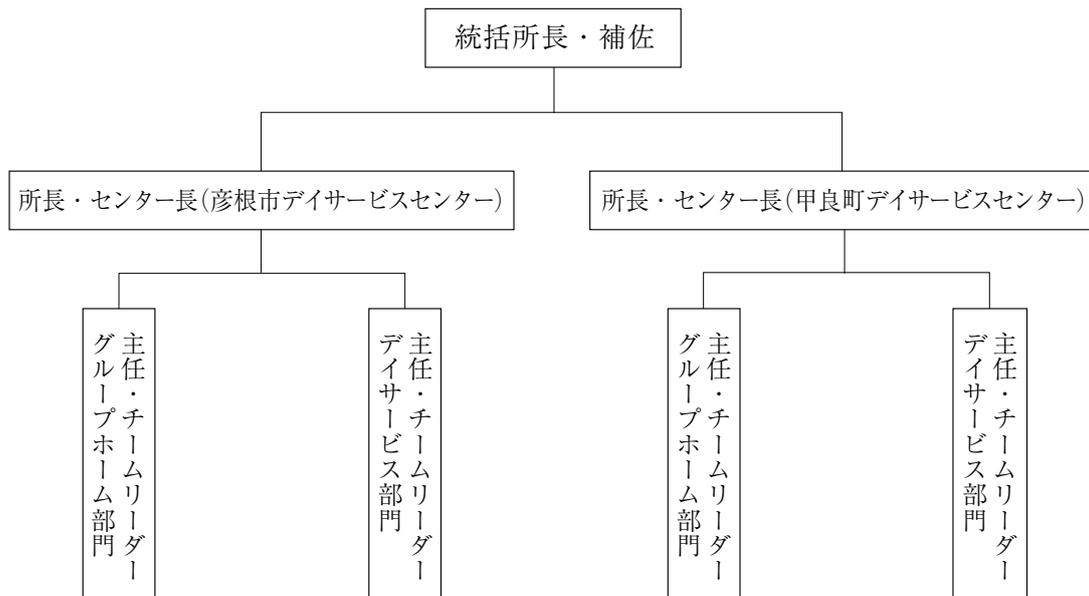 統括所長・補佐
所長・センター長(彦根市デイサービスセンター)
所長・センター長(甲良町デイサービスセンター)
主任・チームリーダー
グループホーム部門
主任・チームリーダー
デイサービス部門
主任・チームリーダー
グループホーム部門
主任・チームリーダー
デイサービス部門